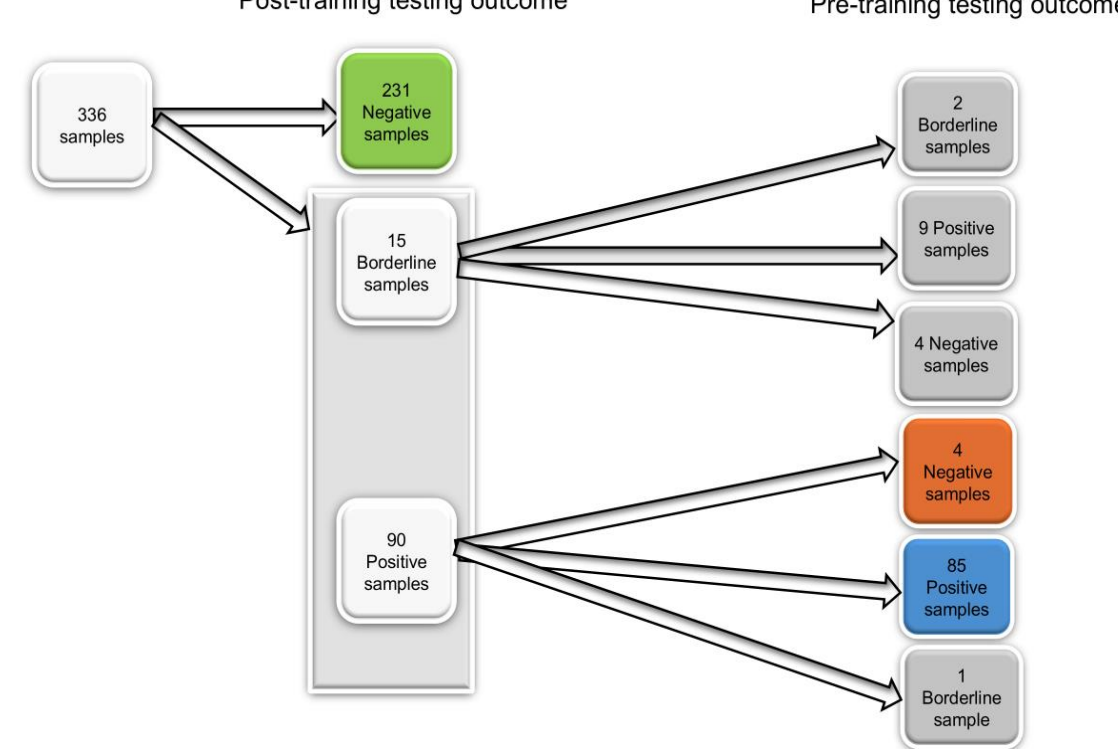 Post-training testing outcome
Pre-training testing outcome
336
samples
231
Negative
samples
15
Borderline
samples
90
Positive
samples
2
Borderline
samples
9 Positive
samples
4 Negative
samples
4
Negative
samples
85
Positive
samples
1
Borderline
sample